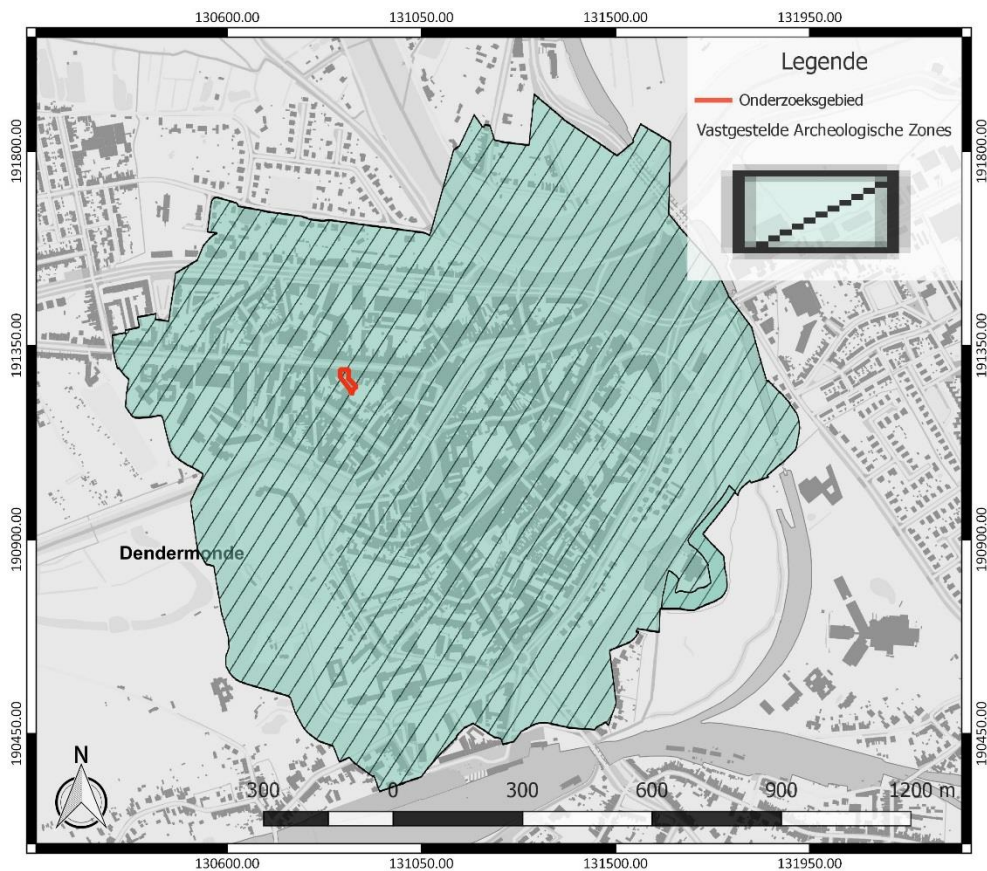 130600.00 131050.00 131500.00 131950.00
Legende
Onderzoeksgebied
Vastgestelde Archeologische Zones
191800.00 191800.00
191350.00 191350.00
190900.00 190900.00
Dendermonde
190450.00 190450.00
N
300 0 300 600 900 1200 m
130600.00 131050.00 131500.00 131950.00